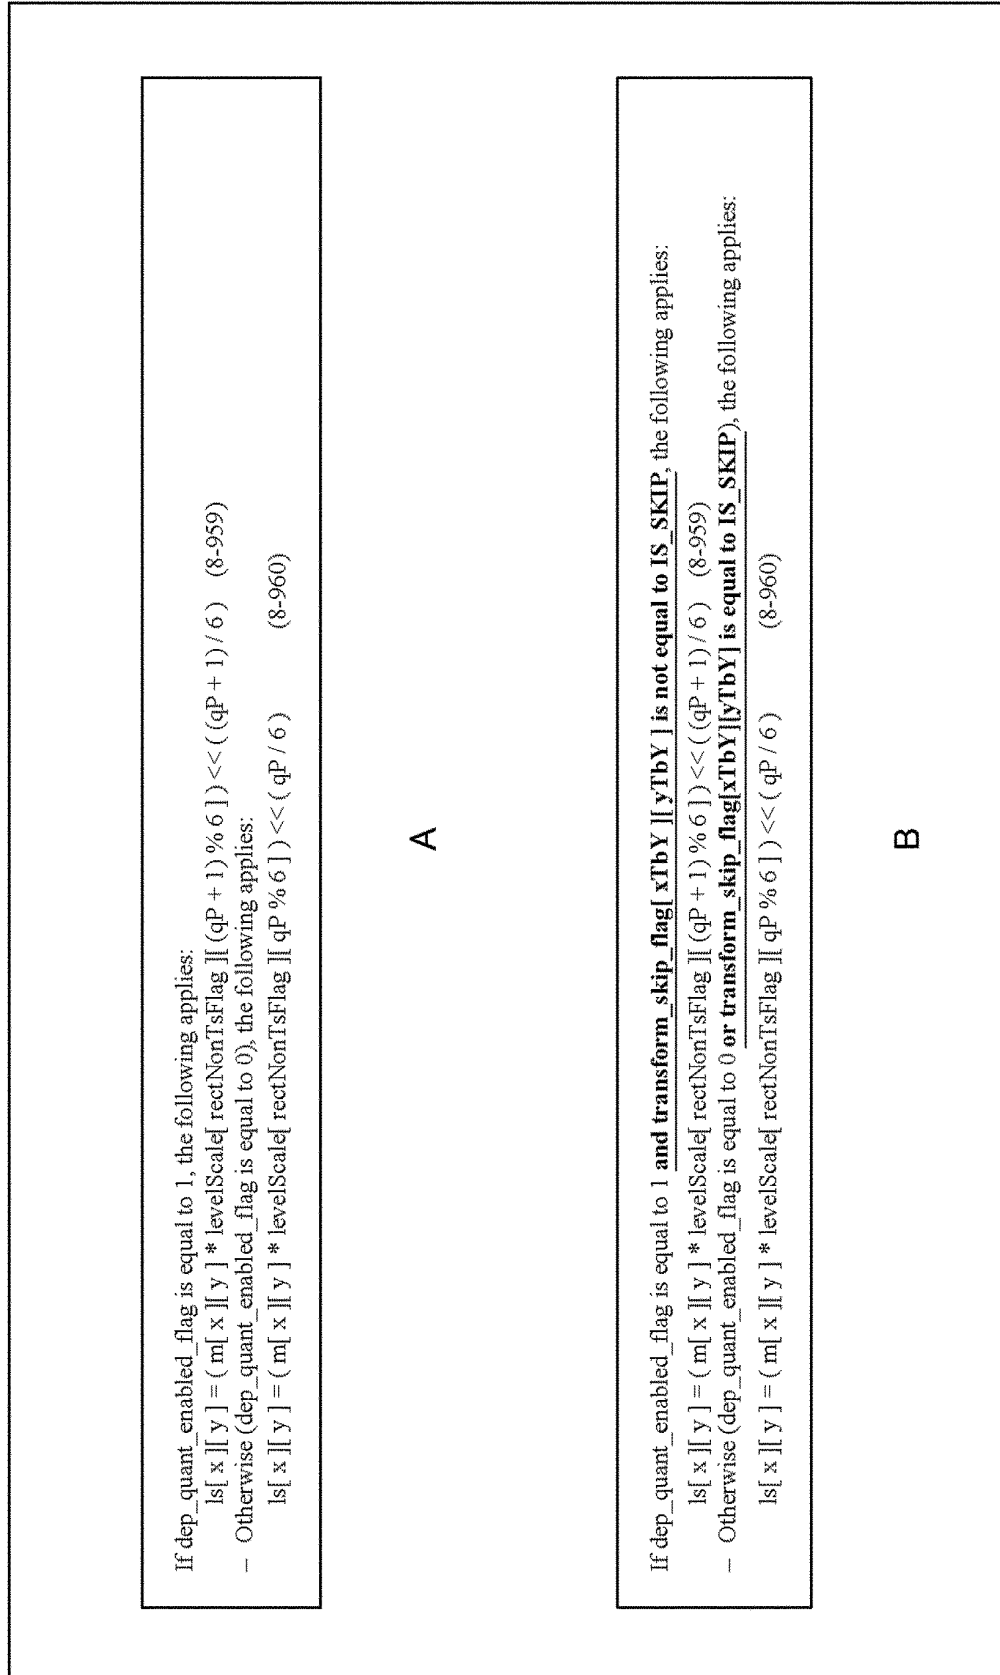 If dep_quant_enabled_flag is equal to 1, the following applies:
ls[ x ][ y ] = ( m[ x ][ y ] * levelScale[ rectNonTsFlag ][ (qP + 1) % 6 ] ) << ( (qP + 1) / 6 ) (8-959)
– Otherwise (dep_quant_enabled_flag is equal to 0), the following applies:
ls[ x ][ y ] = ( m[ x ][ y ] * levelScale[ rectNonTsFlag ][ qP % 6 ] ) << ( qP / 6 ) (8-960)
A
If dep_quant_enabled_flag is equal to 1 and transform_skip_flag[ xTbY ][ yTbY ] is not equal to IS_SKIP, the following applies:
ls[ x ][ y ] = ( m[ x ][ y ] * levelScale[ rectNonTsFlag ][ (qP + 1) % 6 ] ) << ( (qP + 1) / 6 ) (8-959)
– Otherwise (dep_quant_enabled_flag is equal to 0 or transform_skip_flag[xTbY][yTbY] is equal to IS_SKIP), the following applies:
ls[ x ][ y ] = ( m[ x ][ y ] * levelScale[ rectNonTsFlag ][ qP % 6 ] ) << ( qP / 6 ) (8-960)
B